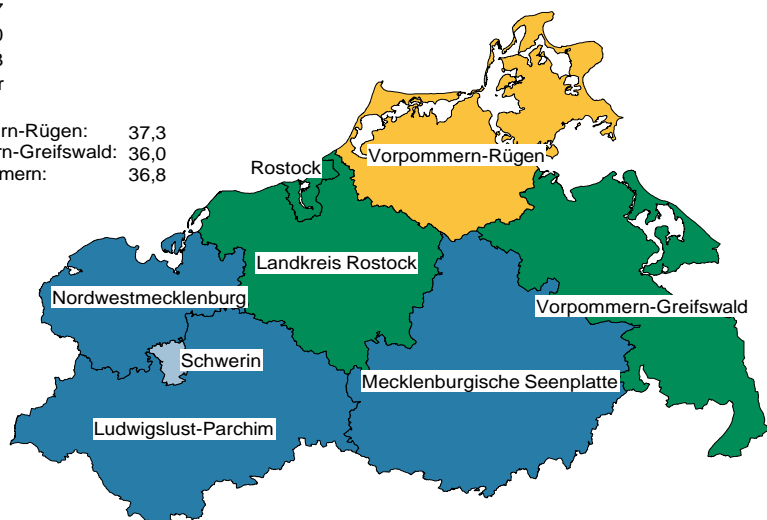 rn-Rügen: 37,3
rn-Greifswald: 36,0
mern: 36,8
Rostock
Vorpommern-Rügen
Landkreis Rostock
Nordwestmecklenburg
Vorpommern-Greifswald
Schwerin
Mecklenburgische Seenplatte
Ludwigslust-Parchim